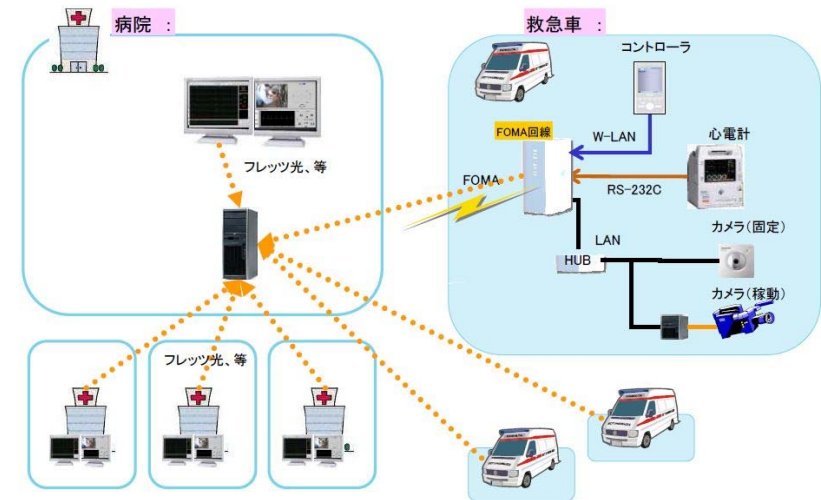 病院 :
救急車 :
コントローラ
FOMA回線
W-LAN
心電計
フレッツ光、等
FOMA
RS-232C
カメラ(固定)
LAN
HUB
カメラ(稼動)
フレッツ光、等